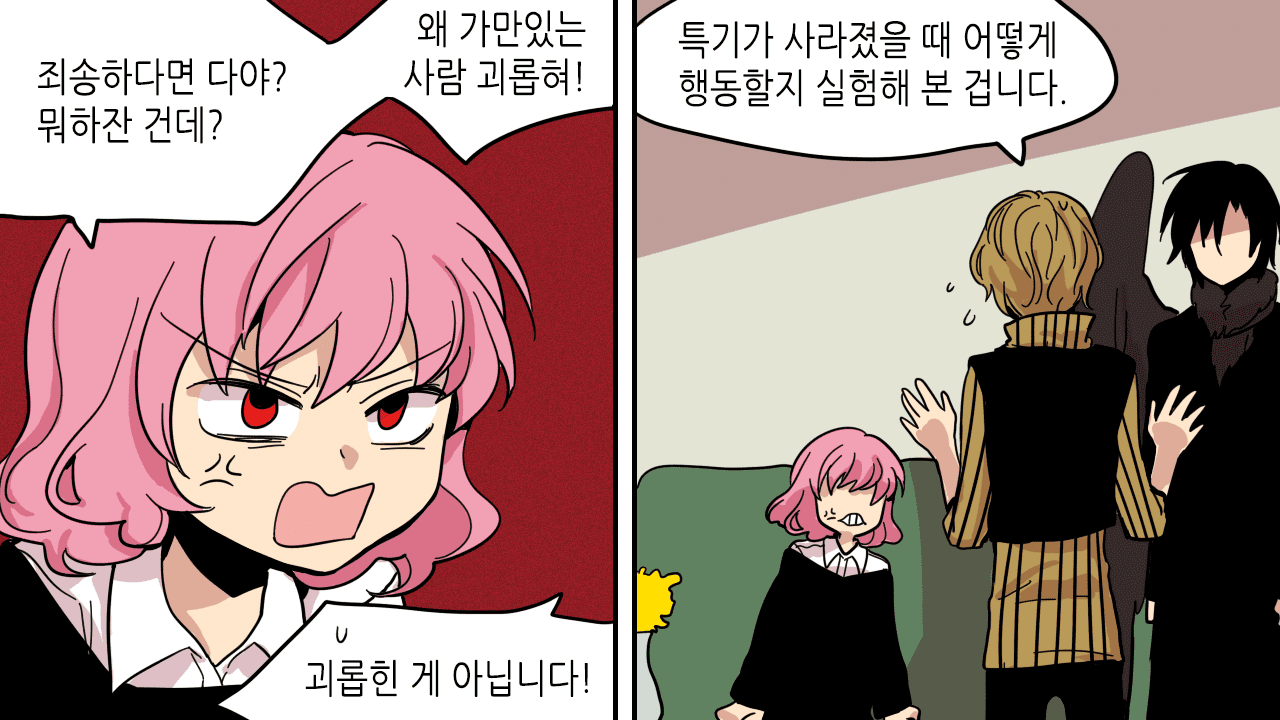 죄송하다면 다야?
뭐하잔 건데?
왜 가만있는
사람 괴롭혀!
괴롭힌 게 아닙니다!
특기가 사라졌을 때 어떻게
행동할지 실험해 본 겁니다.